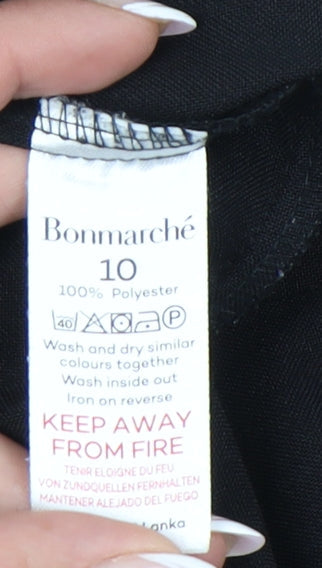 Bonmarché
10
100% Polyester
40 P
Wash and dry similar
colours together
Wash inside out
Iron on reverse
KEEP AWAY
FROM FIRE
TENIR ELOIGNE DU FEU
VON ZUNDQUELLEN FERNHALTEN
MANTENER ALEJADO DEL FUEGO
Lanka